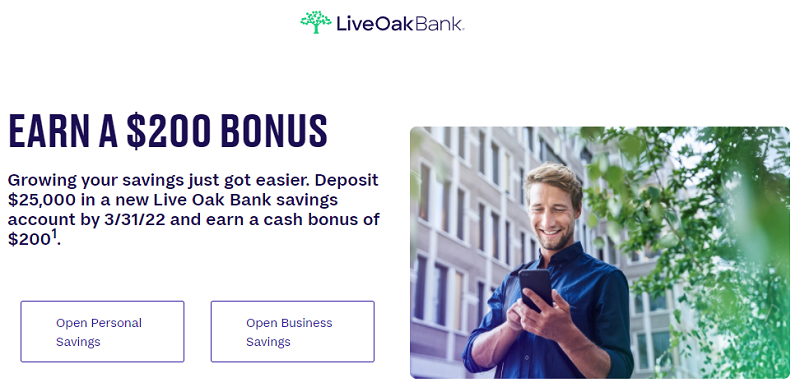 LiveOakBank
EARN A $200 BONUS
Growing your savings just got easier. Deposit
$25,000 in a new Live Oak Bank savings
account by 3/31/22 and earn a cash bonus of
$200¹.
Open Personal
Savings
Open Business
Savings